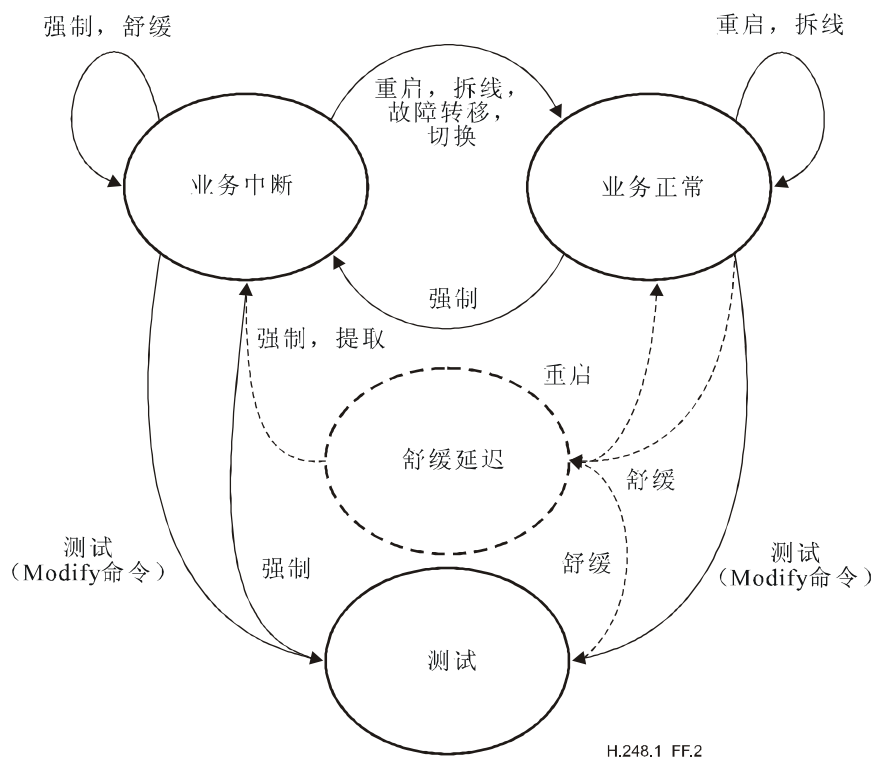 强制，舒缓
重启，拆线
重启，拆线，
故障转移，
切换
业务中断
业务正常
强制
强制，提取
重启
舒缓延迟
舒缓
测试
（Modify命令）
强制
舒缓
测试
（Modify命令）
测试
H.248.1_FF.2